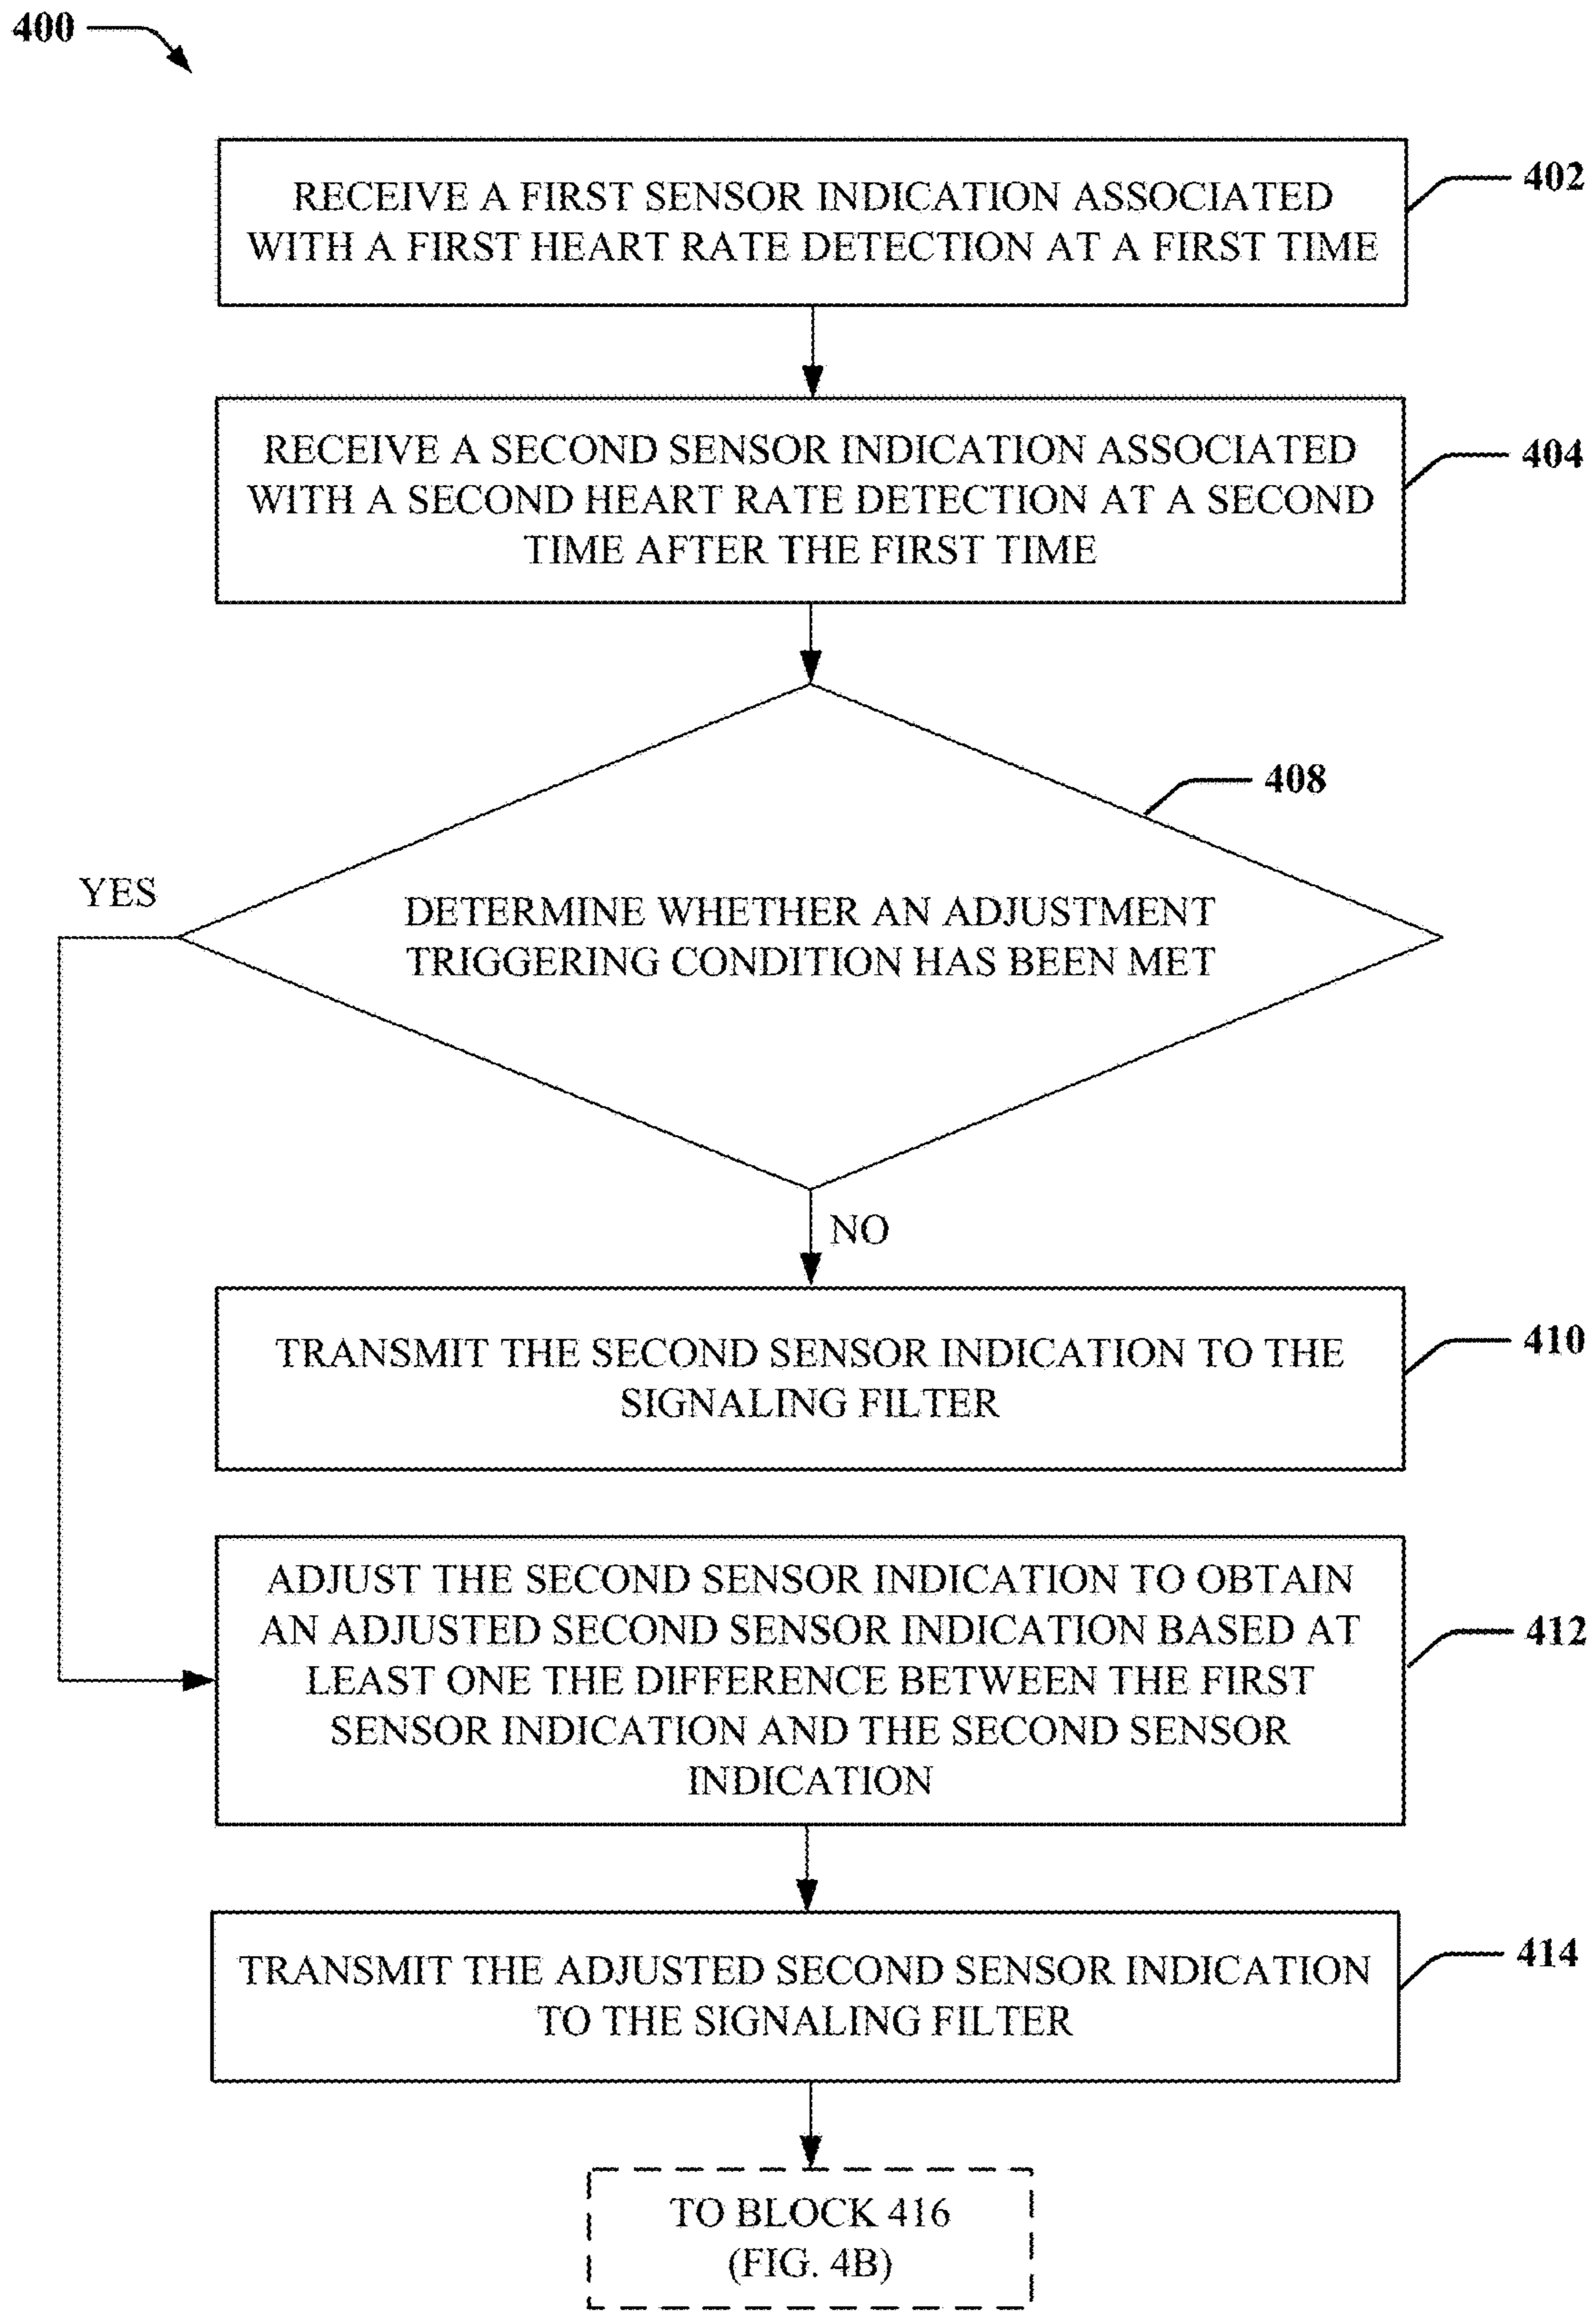 400
RECEIVE A FIRST SENSOR INDICATION ASSOCIATED
WITH A FIRST HEART RATE DETECTION AT A FIRST TIME
402
RECEIVE A SECOND SENSOR INDICATION ASSOCIATED
WITH A SECOND HEART RATE DETECTION AT A SECOND
TIME AFTER THE FIRST TIME
404
408
YES
DETERMINE WHETHER AN ADJUSTMENT
TRIGGERING CONDITION HAS BEEN MET
NO
TRANSMIT THE SECOND SENSOR INDICATION TO THE
SIGNALING FILTER
410
ADJUST THE SECOND SENSOR INDICATION TO OBTAIN
AN ADJUSTED SECOND SENSOR INDICATION BASED AT
LEAST ONE THE DIFFERENCE BETWEEN THE FIRST
SENSOR INDICATION AND THE SECOND SENSOR
INDICATION
412
TRANSMIT THE ADJUSTED SECOND SENSOR INDICATION
TO THE SIGNALING FILTER
414
TO BLOCK 416
(FIG. 4B)